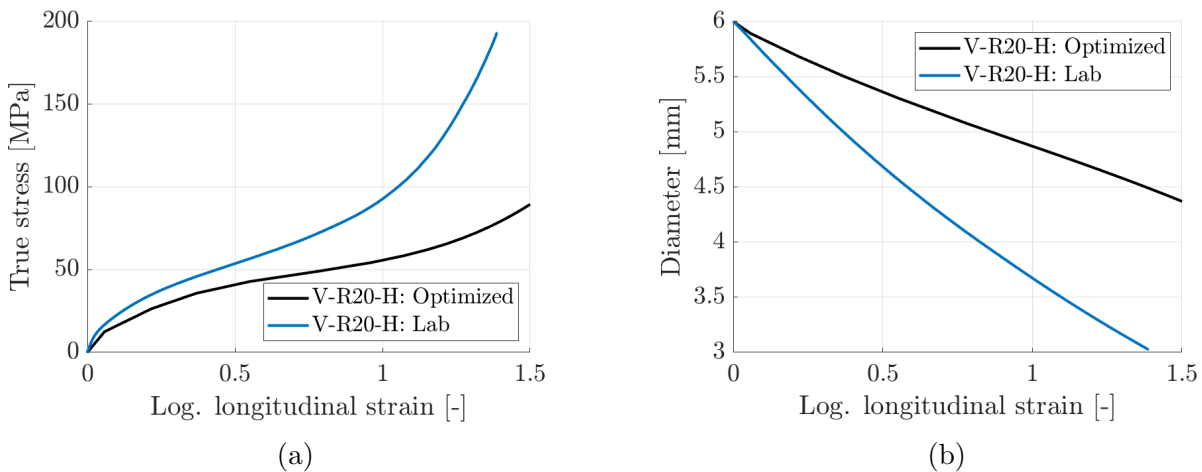 200
150
100
50
0
True stress [MPa]
V-R20-H: Optimized
V-R20-H: Lab
0
0.5
1
1.5
Log. longitudinal strain [-]
(a)
6
5.5
5
4.5
4
3.5
3
Diameter [mm]
V-R20-H: Optimized
V-R20-H: Lab
0
0.5
1
1.5
Log. longitudinal strain [-]
(b)